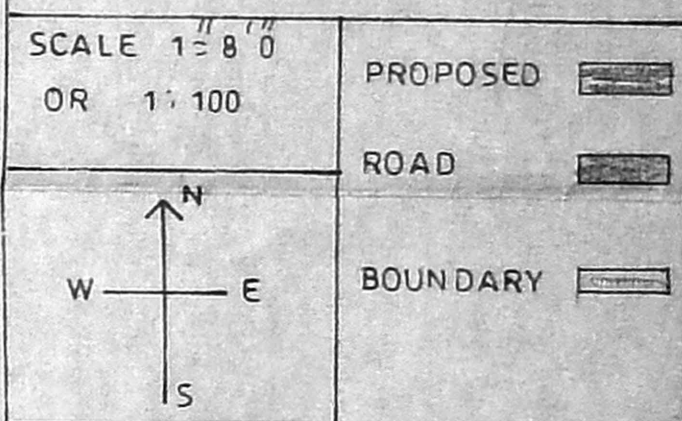 SCALE 1"=8'0"
OR 1:100
PROPOSED
ROAD
BOUNDARY
N
W E
S